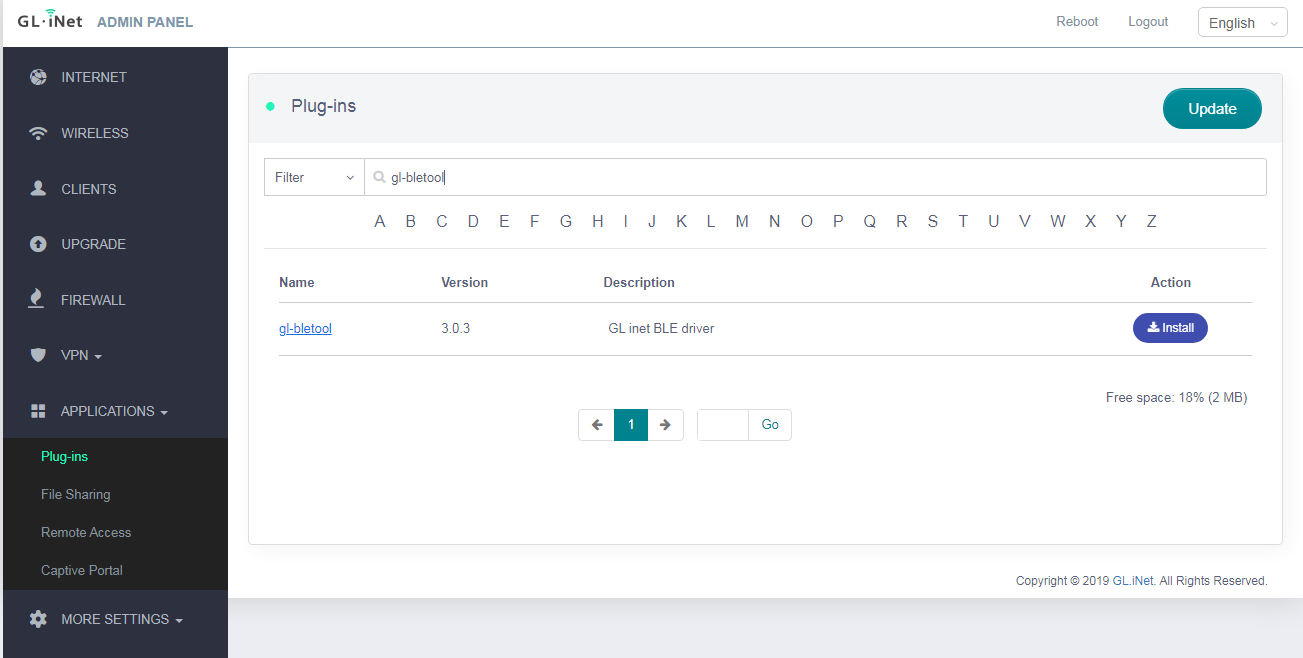 GL·iNet ADMIN PANEL
Reboot Logout English
INTERNET
WIRELESS
CLIENTS
UPGRADE
FIREWALL
VPN
APPLICATIONS
Plug-ins
File Sharing
Remote Access
Captive Portal
MORE SETTINGS
Plug-ins Update
Filter gl-bletool
A B C D E F G H I J K L M N O P Q R S T U V W X Y Z
Name Version Description Action
gl-bletool 3.0.3 GL inet BLE driver Install
Free space: 18% (2 MB)
1 Go
Copyright © 2019 GL.iNet. All Rights Reserved.